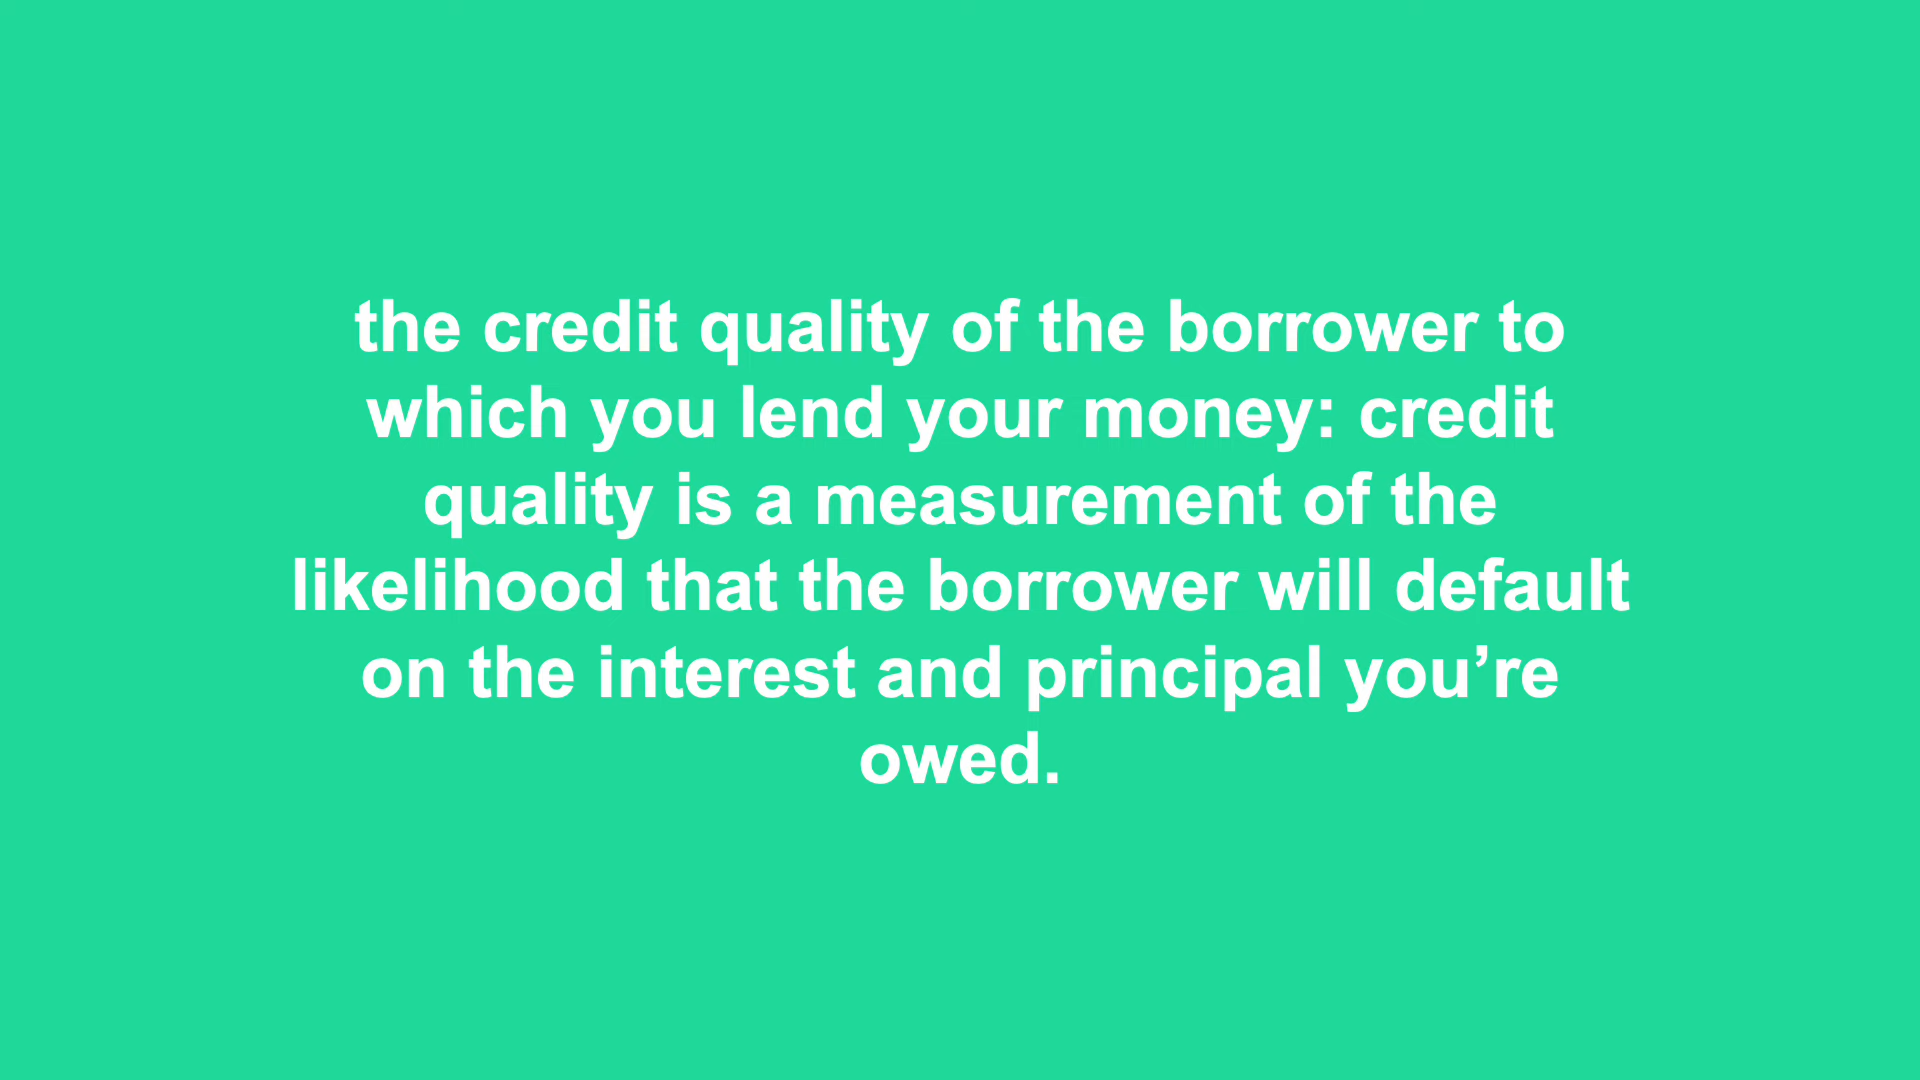 the credit quality of the borrower to
which you lend your money: credit
quality is a measurement of the
likelihood that the borrower will default
on the interest and principal you’re
owed.